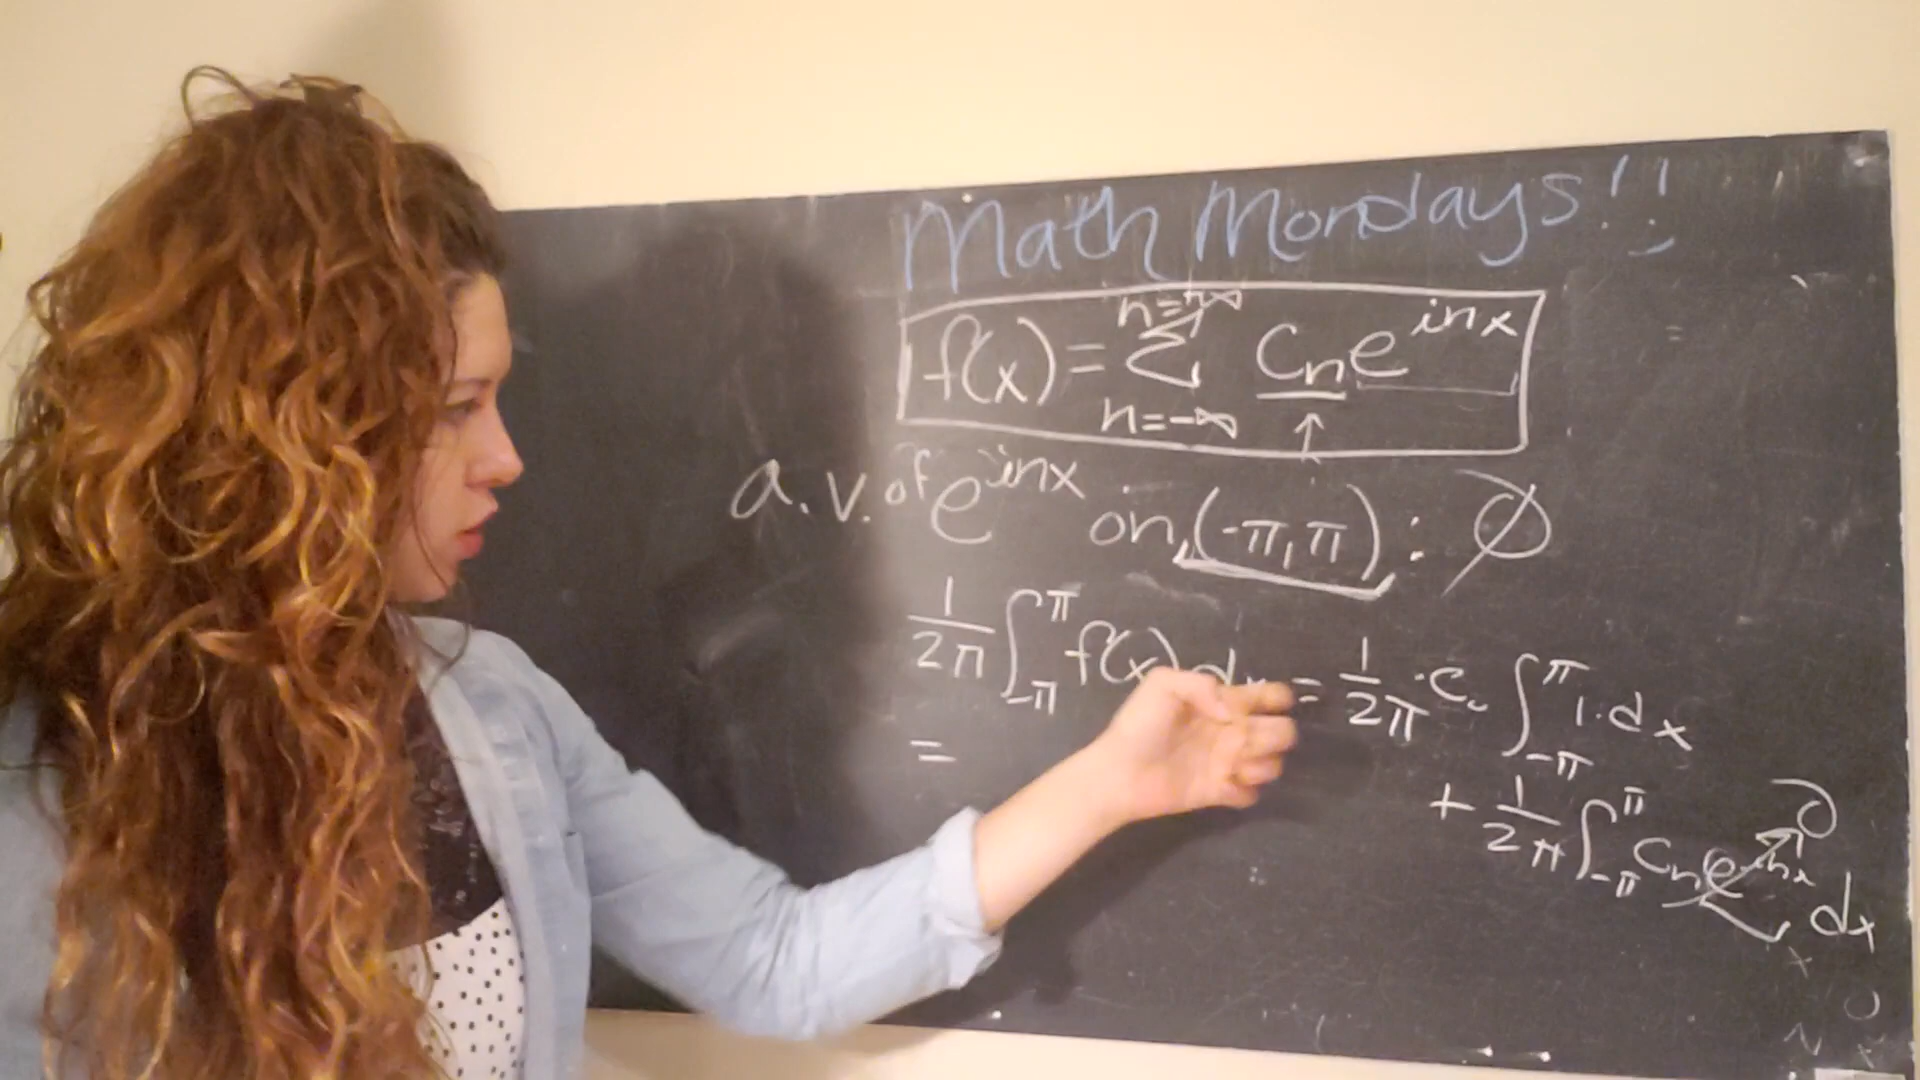 Math Mondays!!
f(x) = n=+∞ Σ n=-∞ cₙ e^{inx}
↑
a.v. of e^{inx} on (-π, π) : ∅
1/2π ∫_{-π}^{π} f(x) dx = 1/2π · c₀ ∫_{-π}^{π} 1·dx
=
+ 1/2π ∫_{-π}^{π} cₙ e^{inx} dx